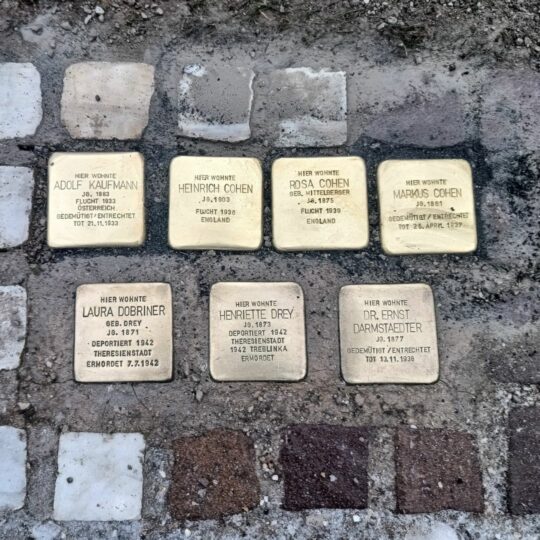 HIER WOHNTE
ADOLF KAUFMANN
JG. 1883
FLUCHT 1933
ÖSTERREICH
GEDEMÜTIGT/ENTRECHTET
TOT 21.11.1933
HIER WOHNTE
HEINRICH COHEN
JG. 1903
FLUCHT 1936
ENGLAND
HIER WOHNTE
ROSA COHEN
GEB. MITTELBERGER
JG. 1875
FLUCHT 1939
ENGLAND
HIER WOHNTE
MARKUS COHEN
JG. 1861
GEDEMÜTIGT/ENTRECHTET
TOT 26. APRIL 1937
HIER WOHNTE
LAURA DOBRINER
GEB. DREY
JG. 1871
DEPORTIERT 1942
THERESIENSTADT
ERMORDET 7.7.1942
HIER WOHNTE
HENRIETTE DREY
JG. 1873
DEPORTIERT 1942
THERESIENSTADT
1942 TREBLINKA
ERMORDET
HIER WOHNTE
DR. ERNST
DARMSTAEDTER
JG. 1877
GEDEMÜTIGT/ENTRECHTET
TOT 13.11.1938